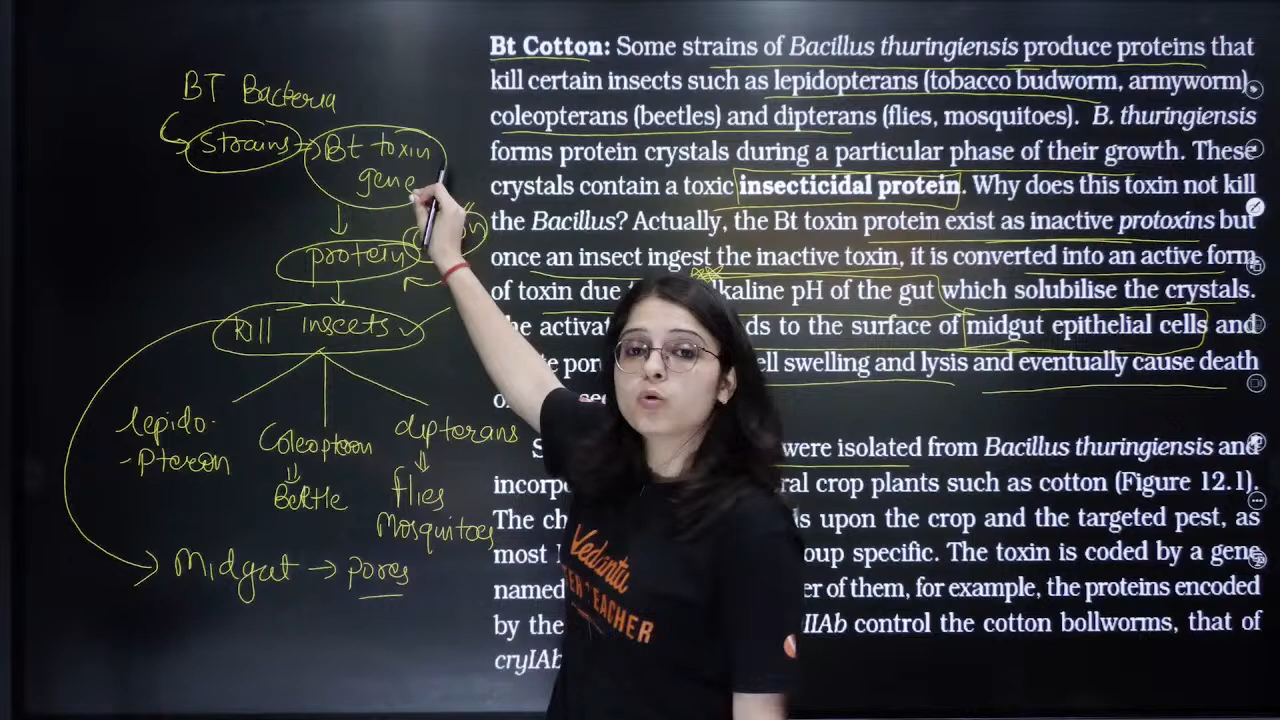 BT Bacteria
Strains
Bt toxin
gene
protein
kill insects
lepido-
-pteron
Coleopteron
Beltle
dipterans
flies
Mosquitoes
Midgut → pores
Bt Cotton: Some strains of Bacillus thuringiensis produce proteins that
kill certain insects such as lepidopterans (tobacco budworm, armyworm),
coleopterans (beetles) and dipterans (flies, mosquitoes). B. thuringiensis
forms protein crystals during a particular phase of their growth. These
crystals contain a toxic insecticidal protein. Why does this toxin not kill
the Bacillus? Actually, the Bt toxin protein exist as inactive protoxins but
once an insect ingest the inactive toxin, it is converted into an active form
of toxin due kaline pH of the gut which solubilise the crystals.
he activat ds to the surface of midgut epithelial cells and
te por ell swelling and lysis and eventually cause death
were isolated from Bacillus thuringiensis and
incorp ral crop plants such as cotton (Figure 12.1).
The ch s upon the crop and the targeted pest, as
most oup specific. The toxin is coded by a gene
named er of them, for example, the proteins encoded
by the IIAb control the cotton bollworms, that of
cryIAb
Vedantu
TER TEACHER